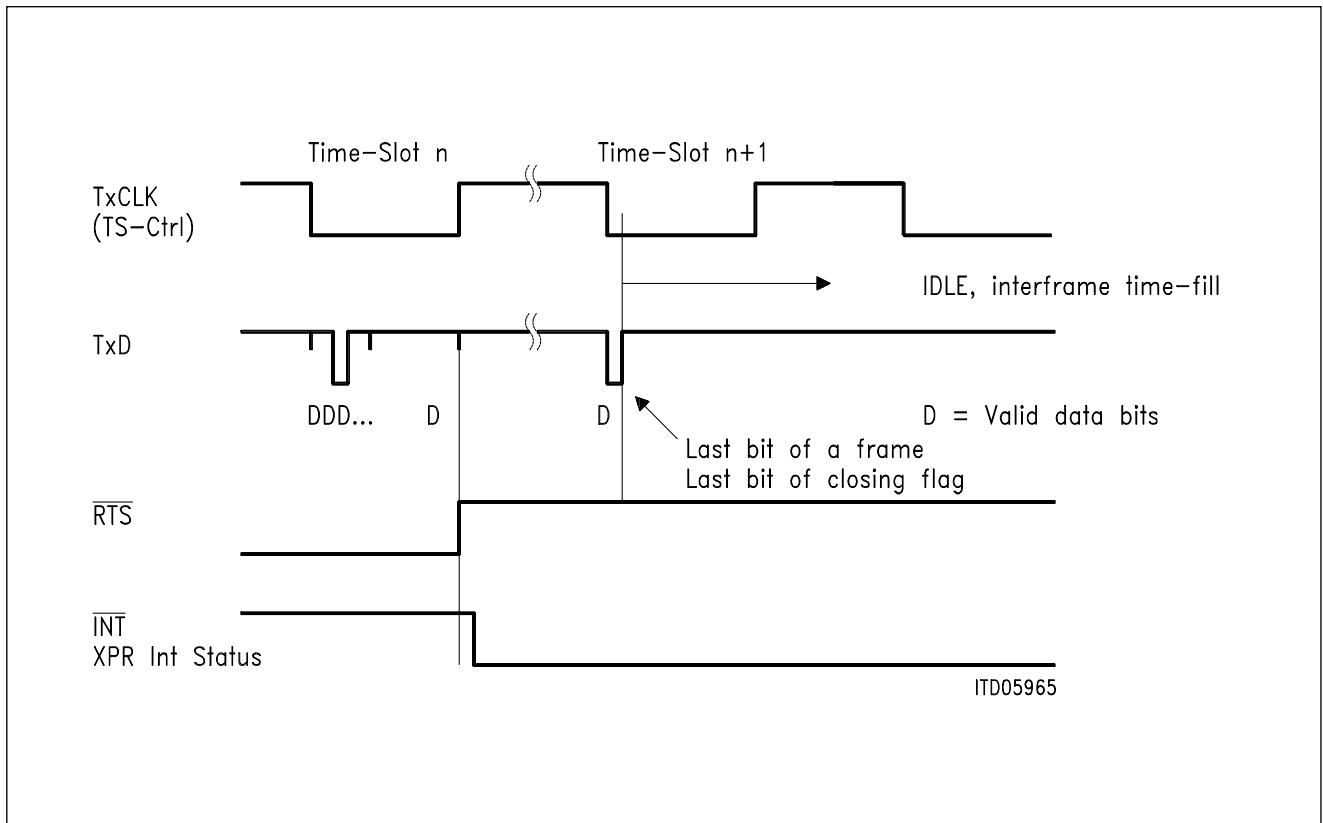 Time-Slot n
Time-Slot n+1
TxCLK
(TS-Ctrl)
IDLE, interframe time-fill
TxD
DDD...
D
D
D = Valid data bits
Last bit of a frame
Last bit of closing flag
RTS
INT
XPR Int Status
ITD05965